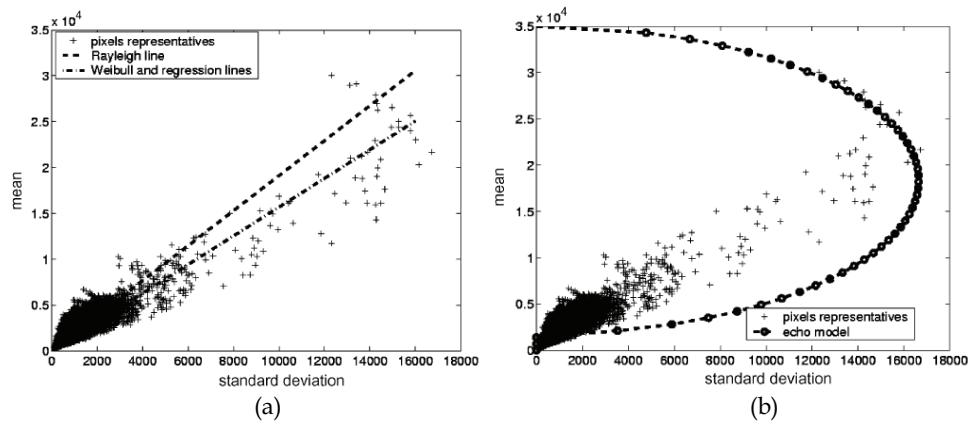 x 10^4
3.5
3
2.5
2
1.5
1
0.5
0
mean
pixels representatives
Rayleigh line
Weibull and regression lines
0 2000 4000 6000 8000 10000 12000 14000 16000 18000
standard deviation
(a)
x 10^4
3.5
3
2.5
2
1.5
1
0.5
0
mean
pixels representatives
echo model
0 2000 4000 6000 8000 10000 12000 14000 16000 18000
standard deviation
(b)